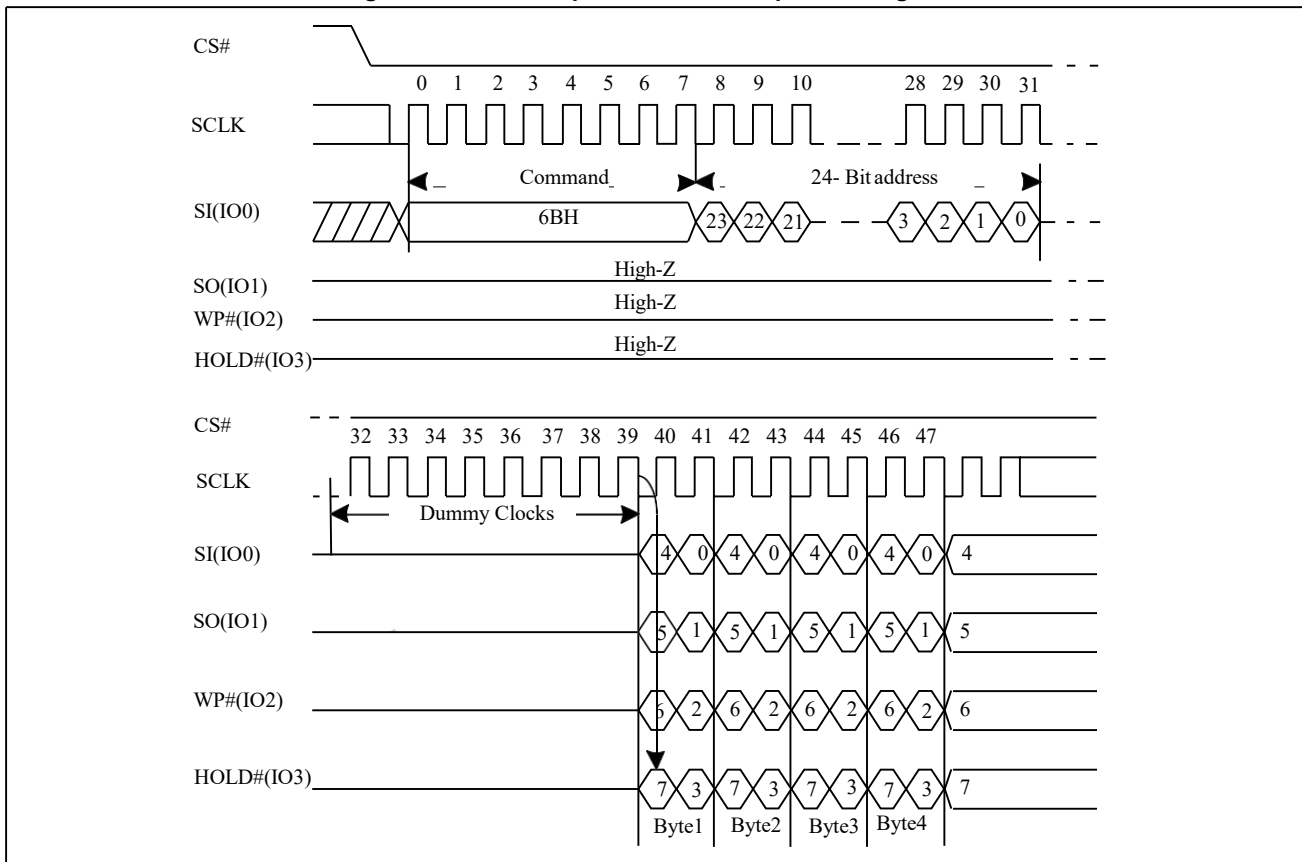 CS#
0 1 2 3 4 5 6 7 8 9 10 28 29 30 31
SCLK
Command 24- Bit address
SI(IO0) 6BH 23 22 21 3 2 1 0
High-Z
SO(IO1)
High-Z
WP#(IO2)
High-Z
HOLD#(IO3)
CS#
32 33 34 35 36 37 38 39 40 41 42 43 44 45 46 47
SCLK
Dummy Clocks
SI(IO0) 4 0 4 0 4 0 4 0 4
SO(IO1) 5 1 5 1 5 1 5 1 5
WP#(IO2) 6 2 6 2 6 2 6 2 6
HOLD#(IO3) 7 3 7 3 7 3 7 3 7
Byte1 Byte2 Byte3 Byte4